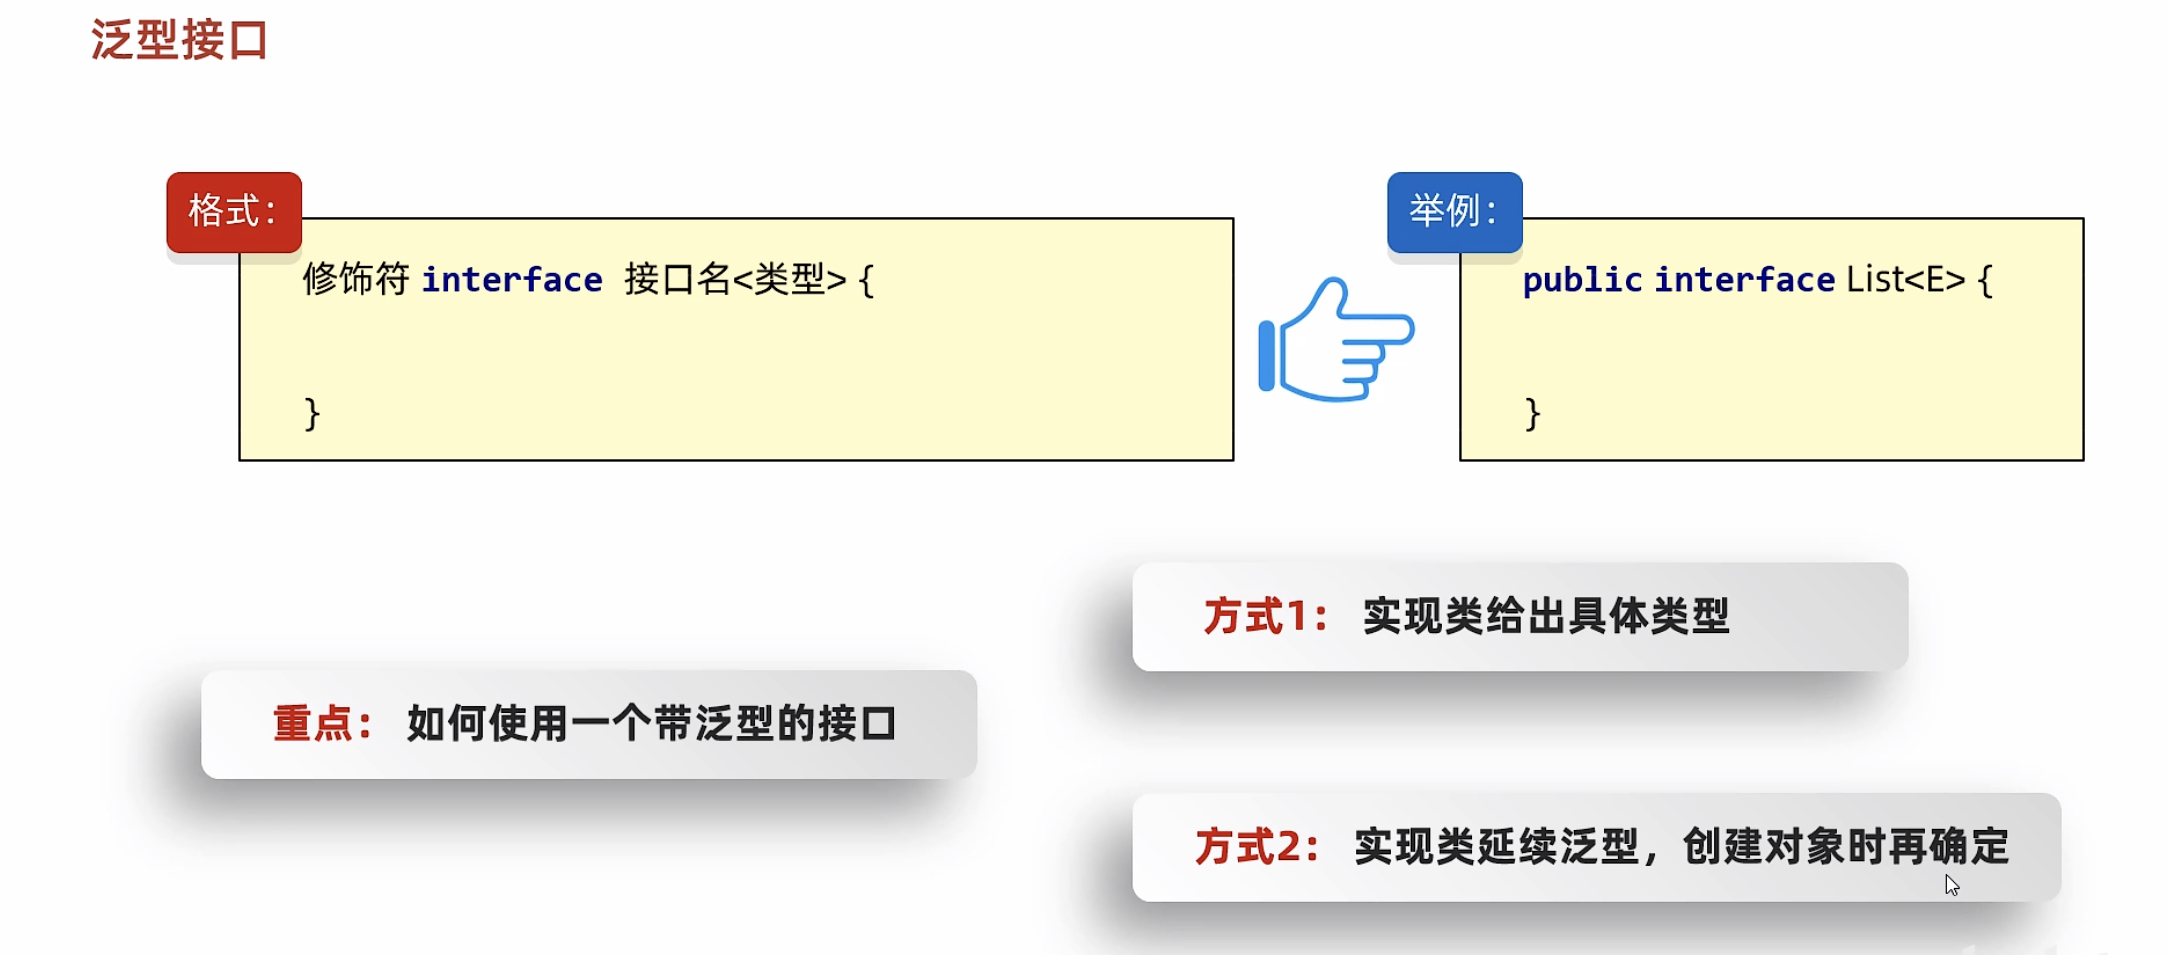 泛型接口
格式：
修饰符 interface 接口名<类型> {
}
举例：
public interface List<E> {
}
重点： 如何使用一个带泛型的接口
方式1： 实现类给出具体类型
方式2： 实现类延续泛型，创建对象时再确定